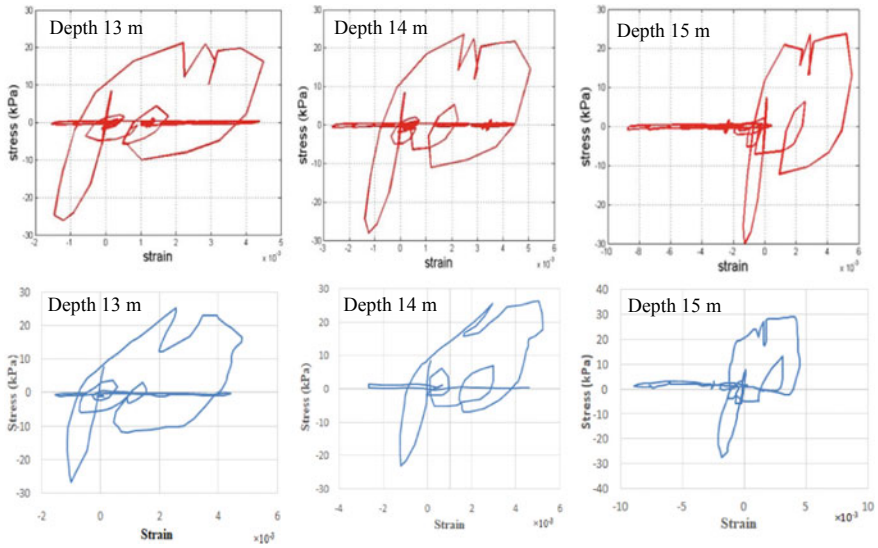 Depth 13 m
30
20
10
0
-10
-20
-30
stress (kPa)
-2 -1 0 1 2 3 4 5
strain
x 10⁻³
Depth 14 m
30
20
10
0
-10
-20
-30
stress (kPa)
-3 -2 -1 0 1 2 3 4 5 6
strain
x 10⁻³
Depth 15 m
30
20
10
0
-10
-20
-30
stress (kPa)
-10 -8 -6 -4 -2 0 2 4 6
strain
x 10⁻³
Depth 13 m
30
20
10
0
-10
-20
-30
Stress (kPa)
-2 0 2 4 6
Strain
×10⁻³
Depth 14 m
30
20
10
0
-10
-20
-30
Stress (kPa)
-4 -2 0 2 4 6
Strain
×10⁻³
Depth 15 m
40
30
20
10
0
-10
-20
-30
-40
Stress (kPa)
-10 -5 0 5 10
Strain
×10⁻³